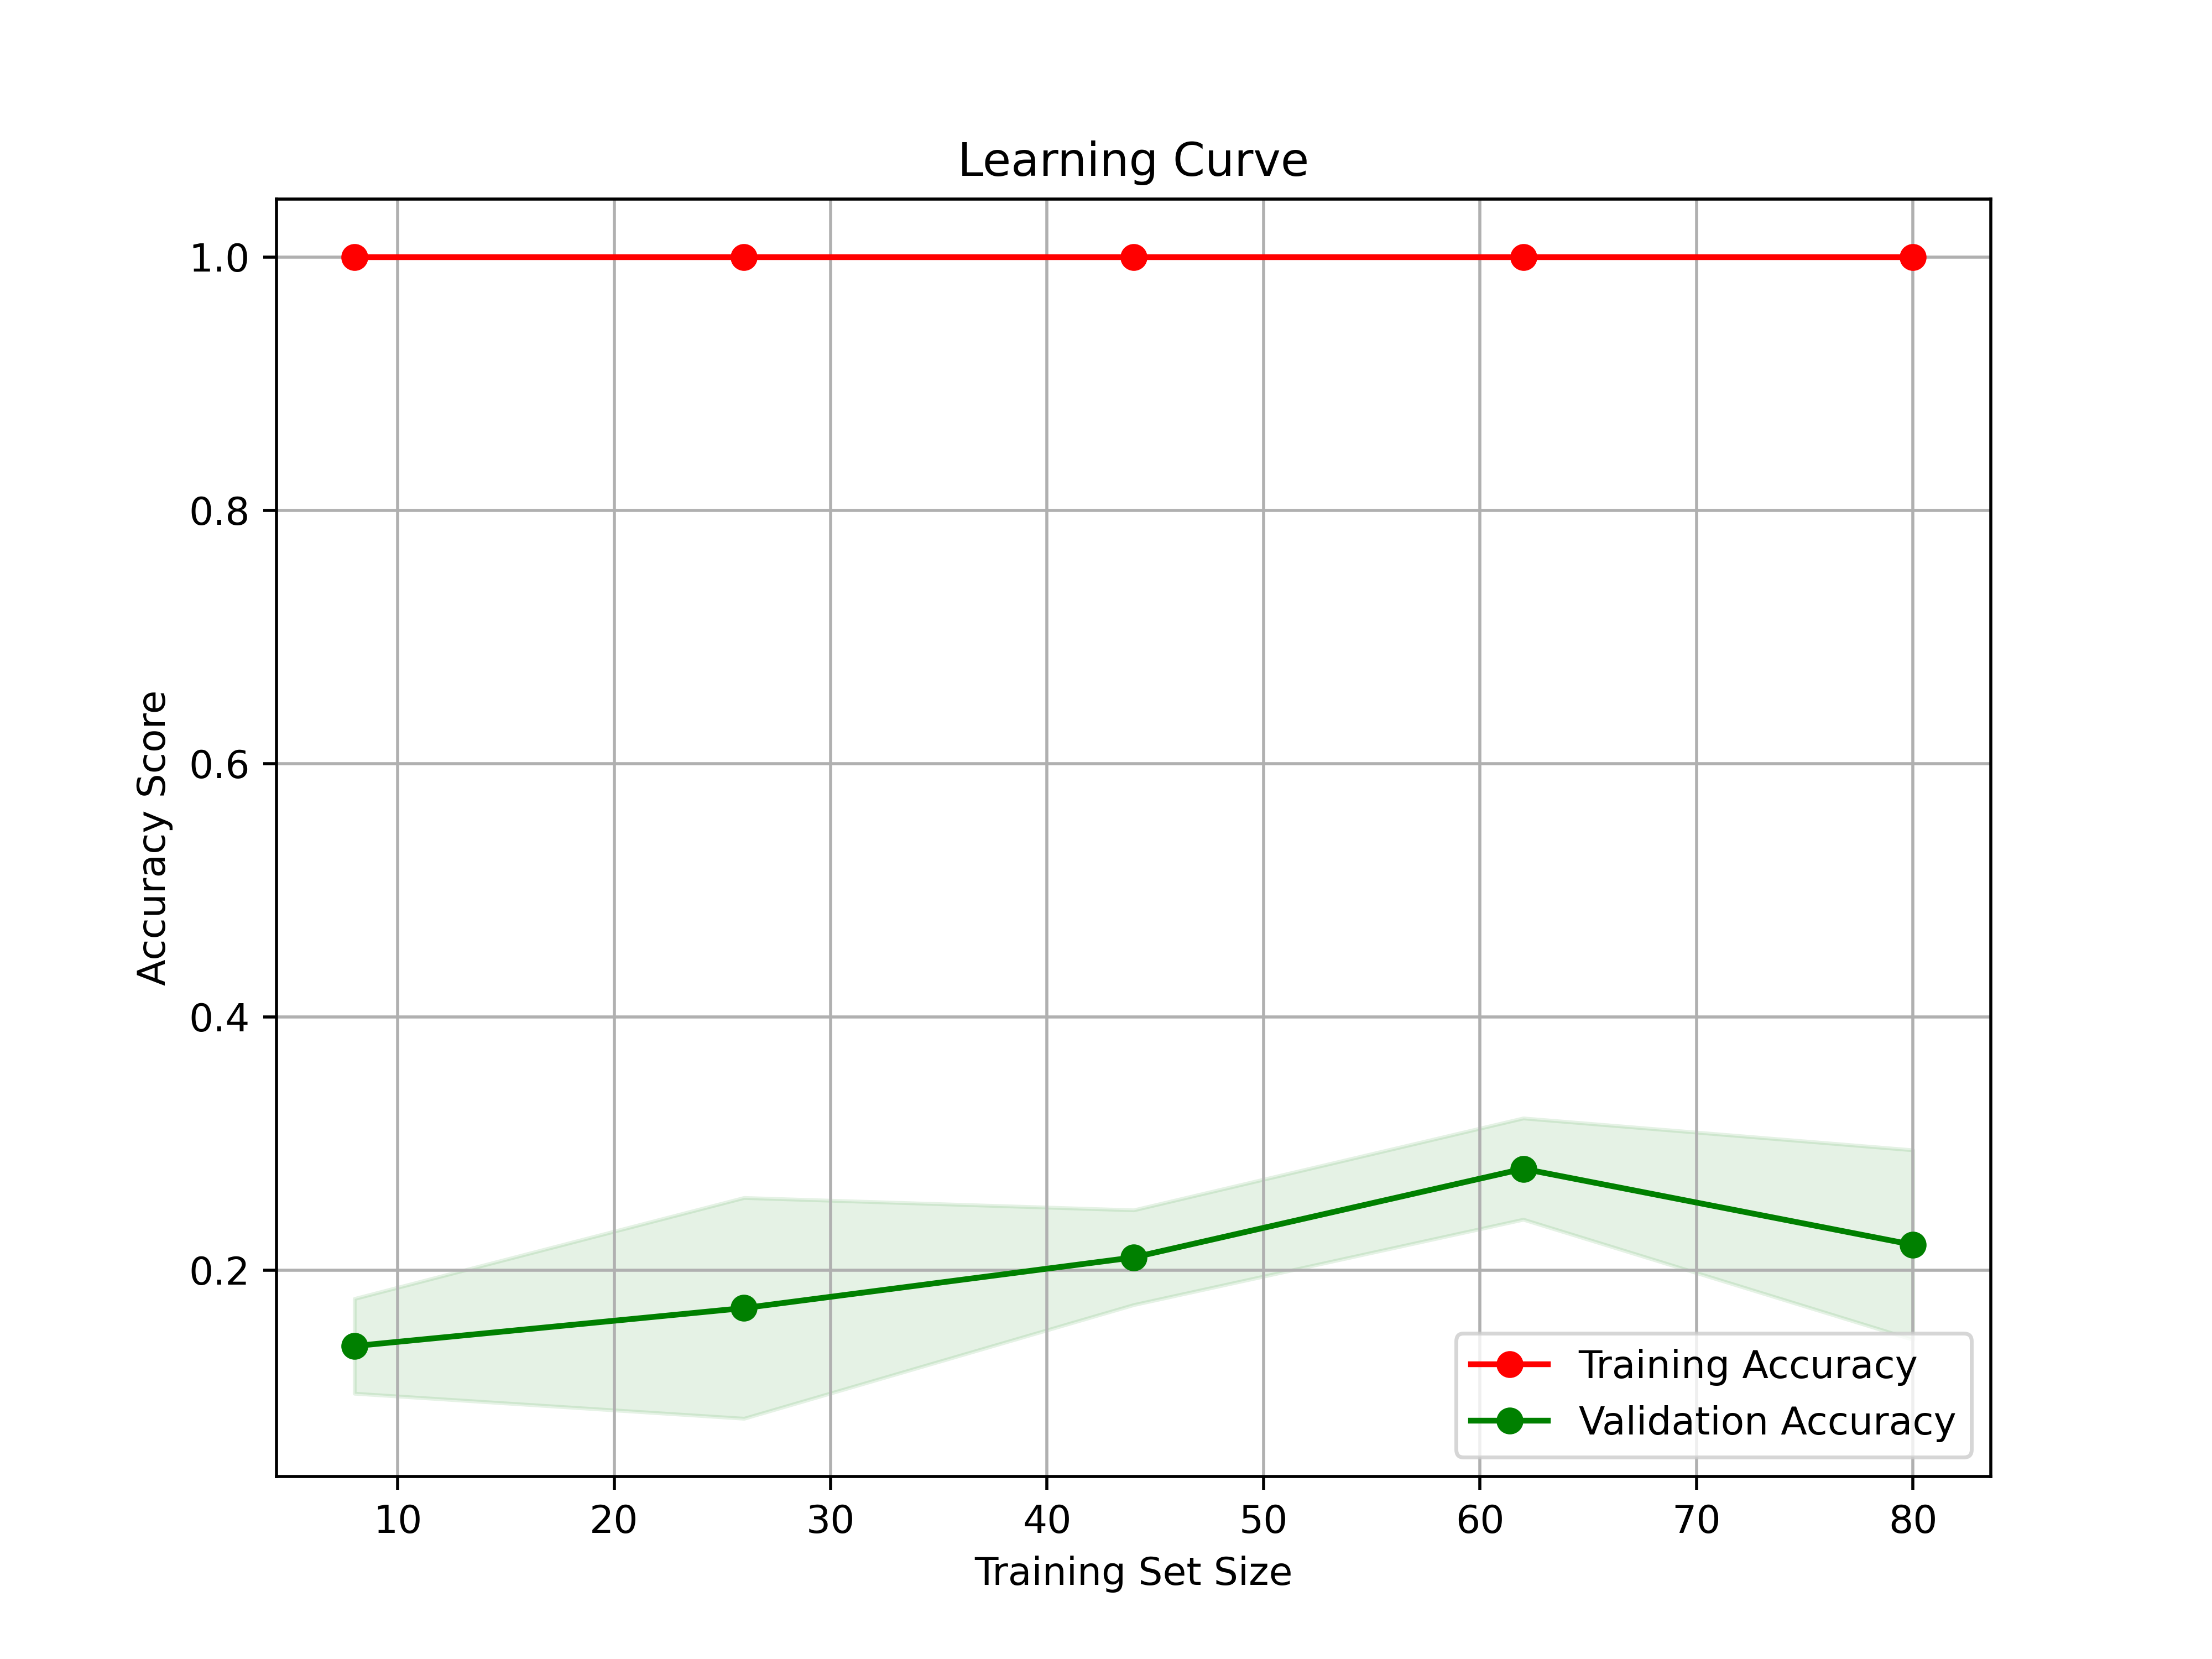 Learning Curve
1.0
0.8
0.6
0.4
0.2
Accuracy Score
Training Accuracy
Validation Accuracy
10 20 30 40 50 60 70 80
Training Set Size